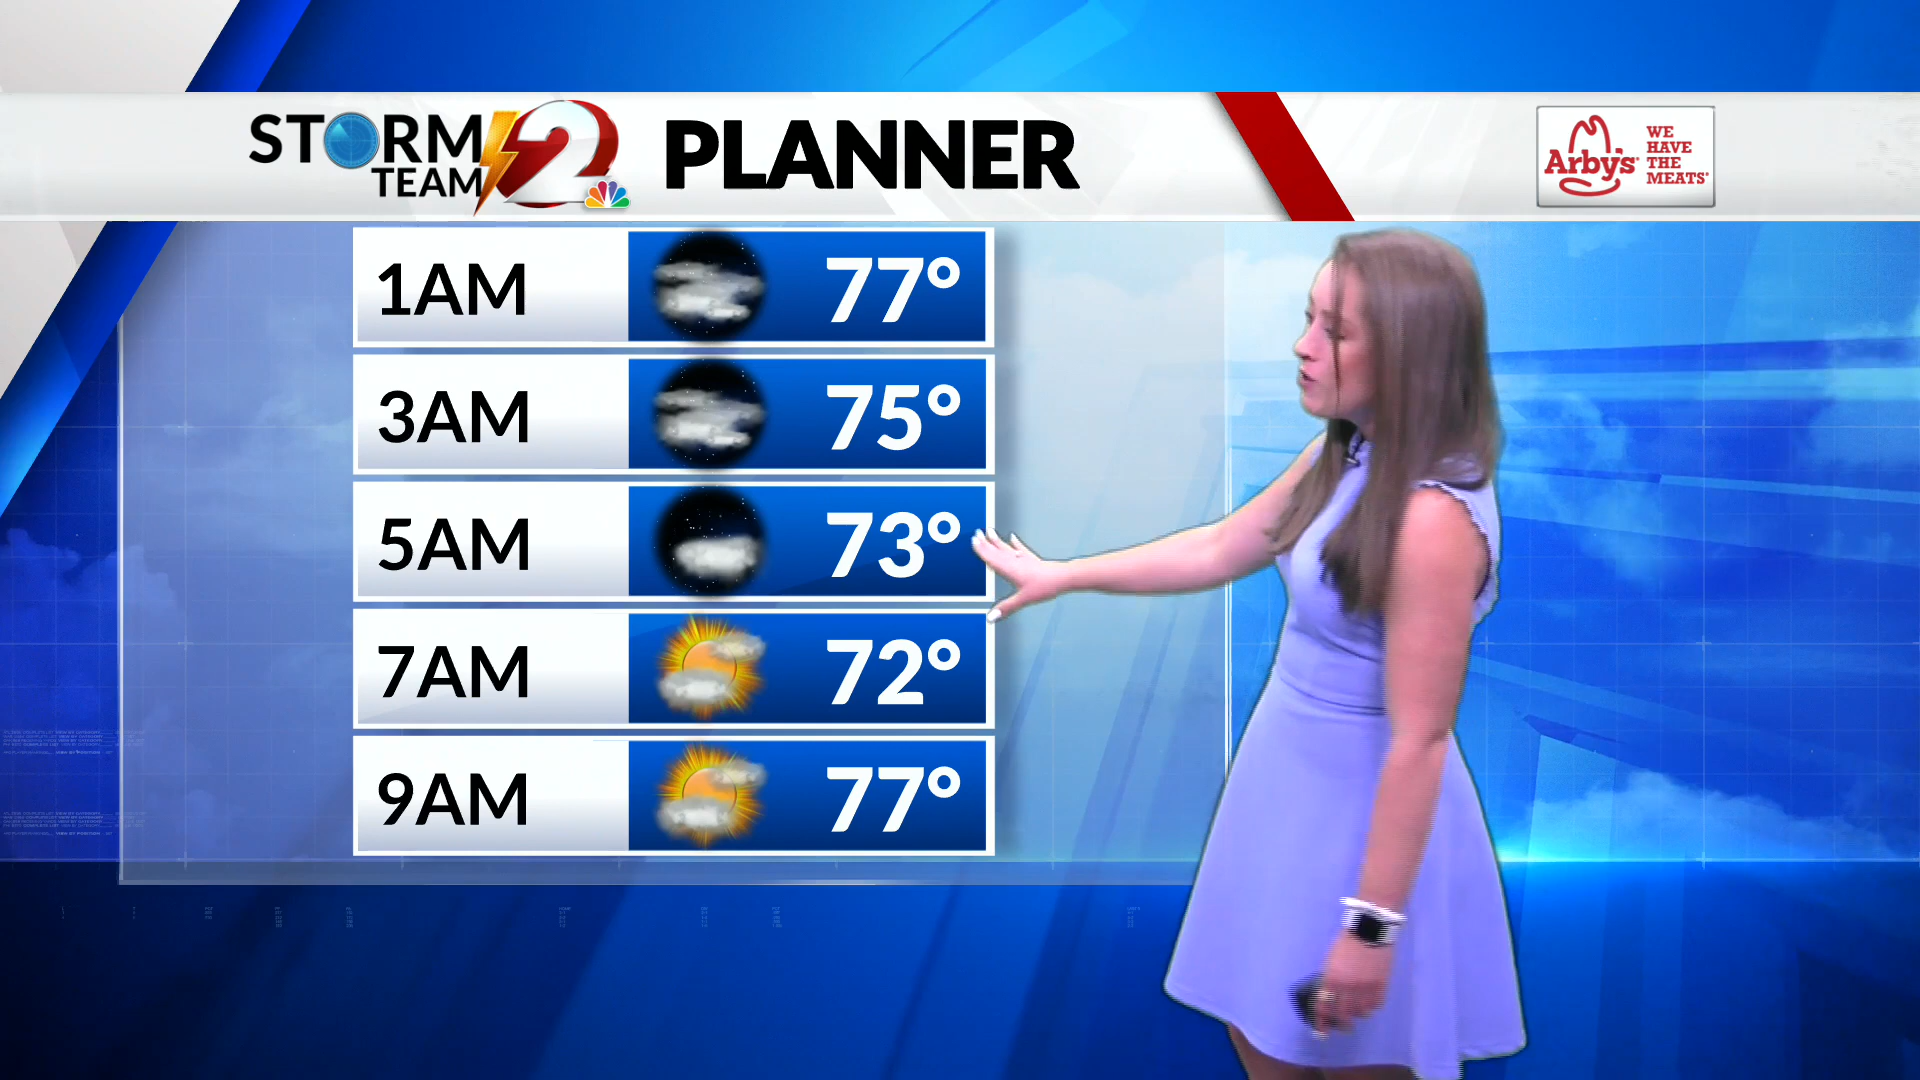 STORM
TEAM 2
PLANNER
Arby's®
WE
HAVE
THE
MEATS®
1AM 77°
3AM 75°
5AM 73°
7AM 72°
9AM 77°